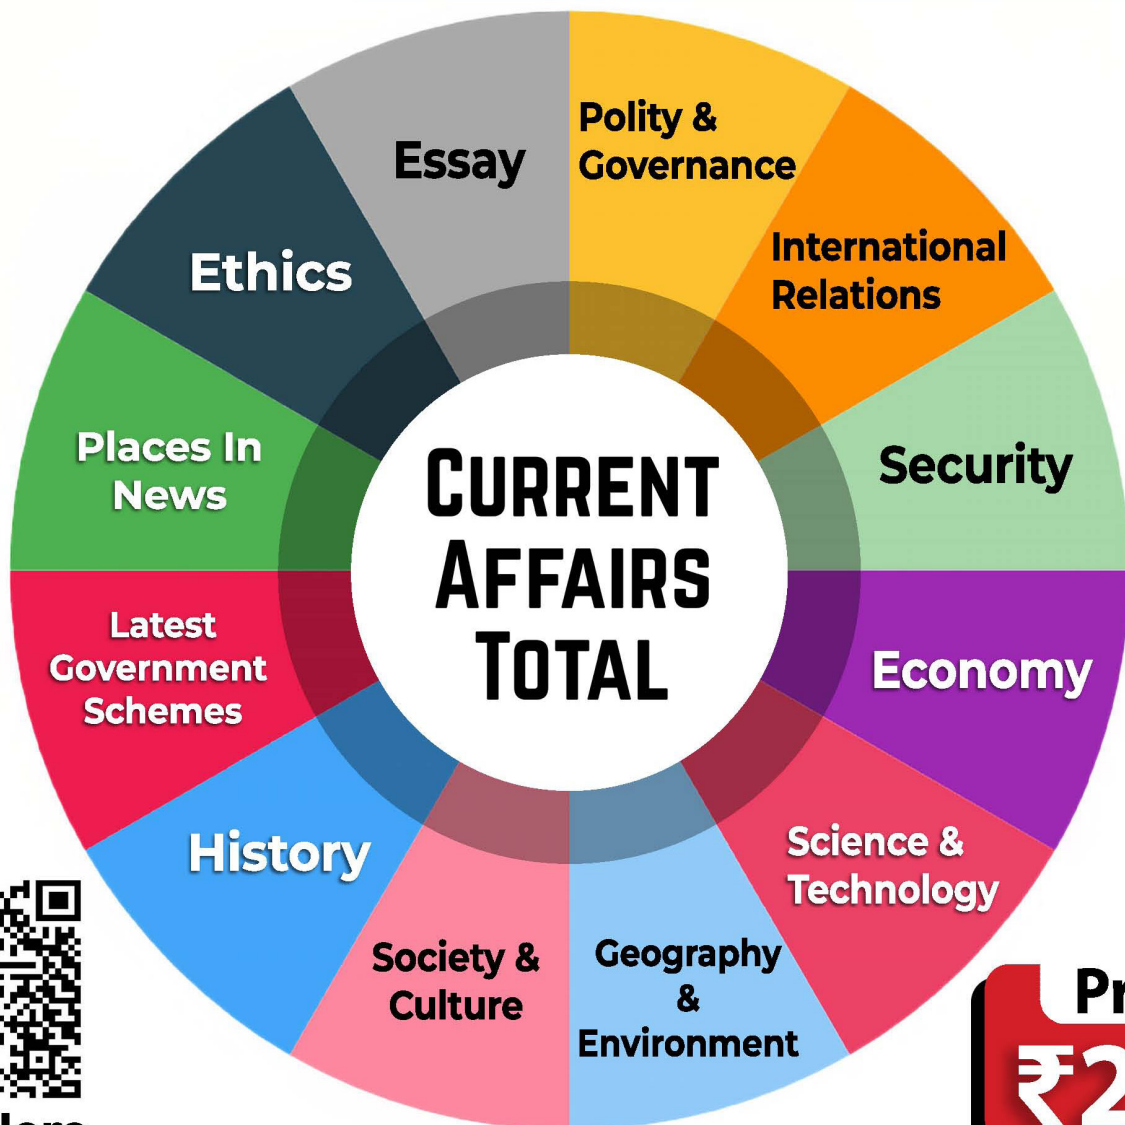 Essay
Polity &
Governance
International
Relations
Security
Economy
Science &
Technology
Geography
&
Environment
Society &
Culture
History
Latest
Government
Schemes
Places In
News
Ethics
CURRENT
AFFAIRS
TOTAL
₹2